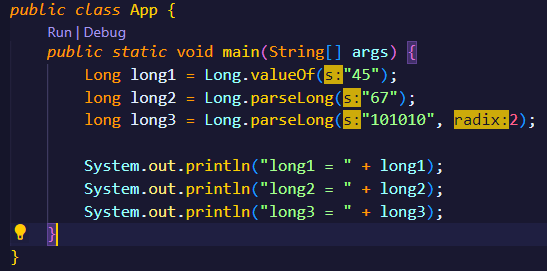 public class App {
Run | Debug
public static void main(String[] args) {
Long long1 = Long.valueOf(s:"45");
Long long2 = Long.parseLong(s:"67");
Long long3 = Long.parseLong(s:"101010", radix:2);
System.out.println("long1 = " + long1);
System.out.println("long2 = " + long2);
System.out.println("long3 = " + long3);
}
}